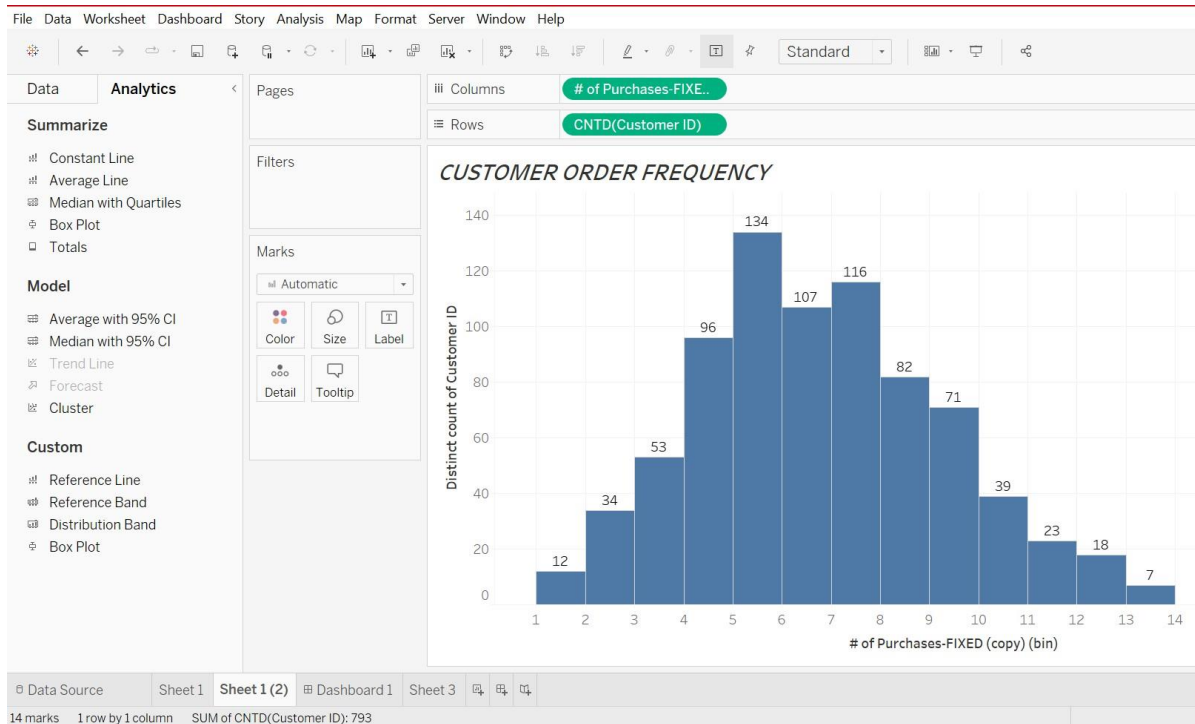 File Data Worksheet Dashboard Story Analysis Map Format Server Window Help
Standard
Data Analytics
Summarize
Constant Line
Average Line
Median with Quartiles
Box Plot
Totals
Model
Average with 95% CI
Median with 95% CI
Trend Line
Forecast
Cluster
Custom
Reference Line
Reference Band
Distribution Band
Box Plot
Pages
Filters
Marks
Automatic
Color Size Label
Detail Tooltip
Columns # of Purchases-FIXE..
Rows CNTD(Customer ID)
CUSTOMER ORDER FREQUENCY
Distinct count of Customer ID
140
120
100
80
60
40
20
0
12 34 53 96 134 107 116 82 71 39 23 18 7
1 2 3 4 5 6 7 8 9 10 11 12 13 14
# of Purchases-FIXED (copy) (bin)
Data Source Sheet 1 Sheet 1 (2) Dashboard 1 Sheet 3
14 marks 1 row by 1 column SUM of CNTD(Customer ID): 793